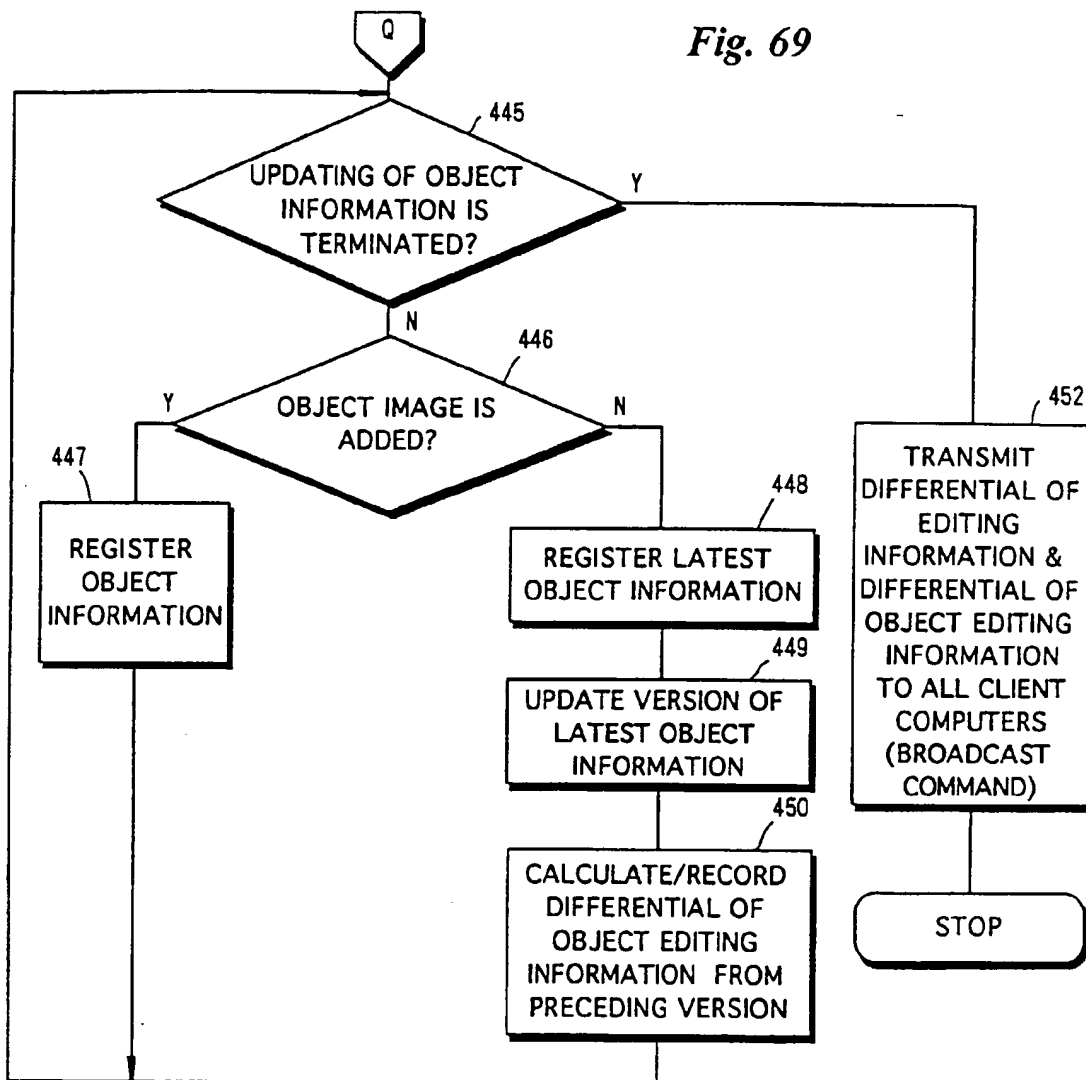 Q
Fig. 69
445
UPDATING OF OBJECT
INFORMATION IS
TERMINATED?
Y
N
446
OBJECT IMAGE IS
ADDED?
Y
N
447
REGISTER
OBJECT
INFORMATION
448
REGISTER LATEST
OBJECT INFORMATION
449
UPDATE VERSION OF
LATEST OBJECT
INFORMATION
450
CALCULATE/RECORD
DIFFERENTIAL OF
OBJECT EDITING
INFORMATION FROM
PRECEDING VERSION
452
TRANSMIT
DIFFERENTIAL OF
EDITING
INFORMATION &
DIFFERENTIAL OF
OBJECT EDITING
INFORMATION
TO ALL CLIENT
COMPUTERS
(BROADCAST
COMMAND)
STOP